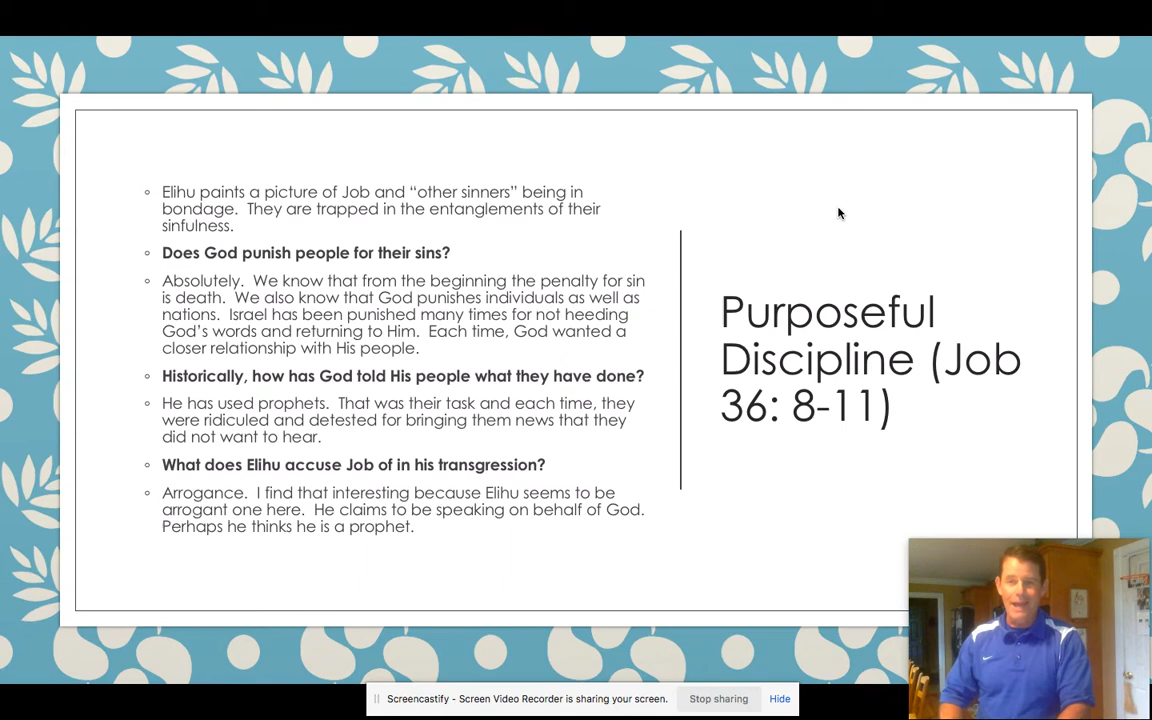 Elihu paints a picture of Job and “other sinners” being in
bondage.  They are trapped in the entanglements of their
sinfulness.
Does God punish people for their sins?
Absolutely.  We know that from the beginning the penalty for sin
is death.  We also know that God punishes individuals as well as
nations.  Israel has been punished many times for not heeding
God’s words and returning to Him.  Each time, God wanted a
closer relationship with His people.
Historically, how has God told His people what they have done?
He has used prophets.  That was their task and each time, they
were ridiculed and detested for bringing them news that they
did not want to hear.
What does Elihu accuse Job of in his transgression?
Arrogance.  I find that interesting because Elihu seems to be
arrogant one here.  He claims to be speaking on behalf of God.
Perhaps he thinks he is a prophet.
Purposeful
Discipline (Job
36: 8-11)
Screencastify - Screen Video Recorder is sharing your screen.
Stop sharing
Hide